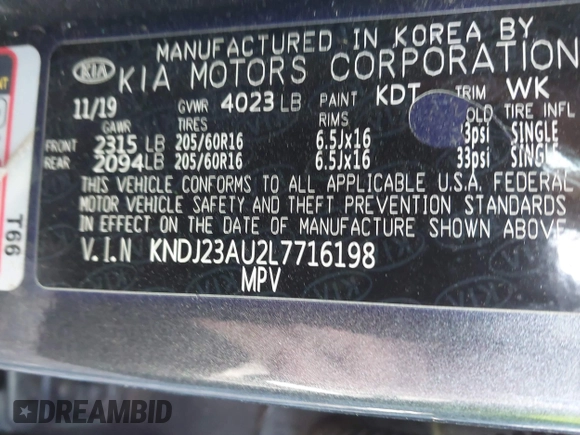 MANUFACTURED IN KOREA BY
KIA KIA MOTORS CORPORATION
11/19 GVWR 4023 LB PAINT KDT TRIM WK
GAWR TIRES RIMS OLD TIRE INFL
FRONT 2315 LB 205/60R16 6.5Jx16 33psi SINGLE
REAR 2094 LB 205/60R16 6.5Jx16 33psi SINGLE
THIS VEHICLE CONFORMS TO ALL APPLICABLE U.S.A. FEDERAL
MOTOR VEHICLE SAFETY AND THEFT PREVENTION STANDARDS
IN EFFECT ON THE DATE OF MANUFACTURE SHOWN ABOVE.
V.I.N KNDJ23AU2L7716198
MPV
T66
DREAMBID